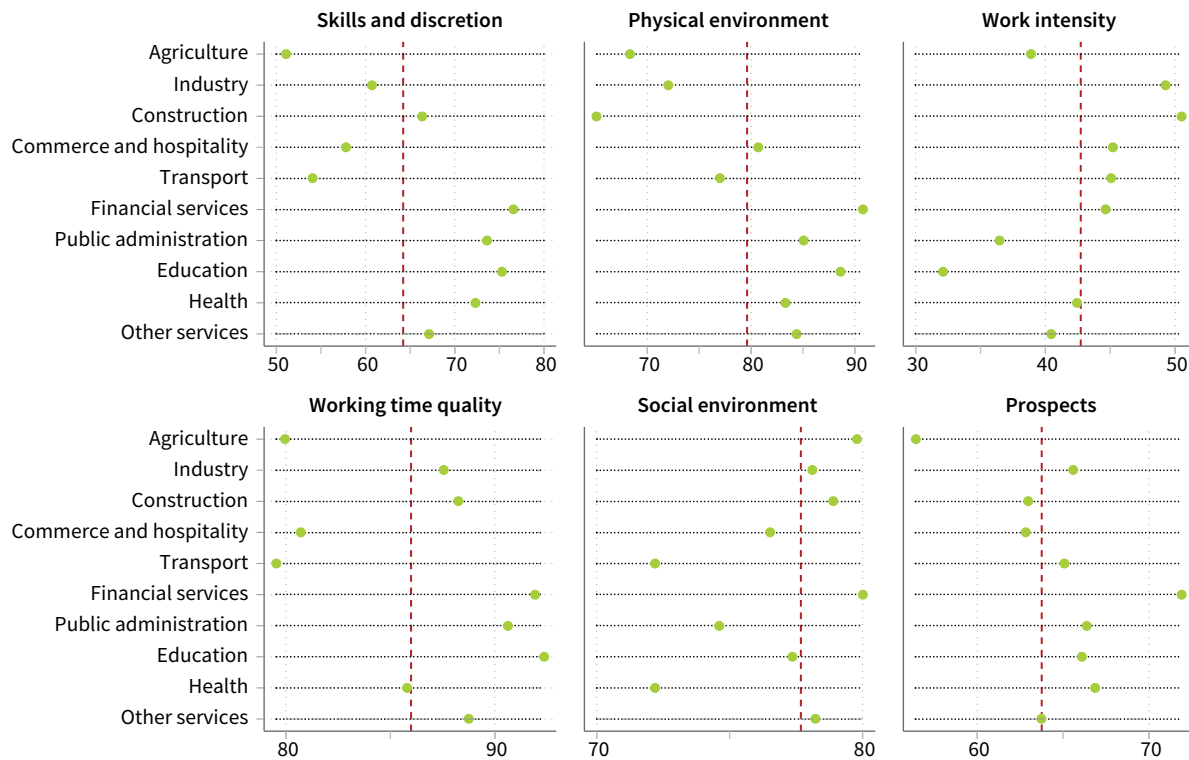 Skills and discretion
Physical environment
Work intensity
Agriculture
Industry
Construction
Commerce and hospitality
Transport
Financial services
Public administration
Education
Health
Other services
50 60 70 80
70 80 90
30 40 50
Working time quality
Social environment
Prospects
Agriculture
Industry
Construction
Commerce and hospitality
Transport
Financial services
Public administration
Education
Health
Other services
80 90
70 80
60 70